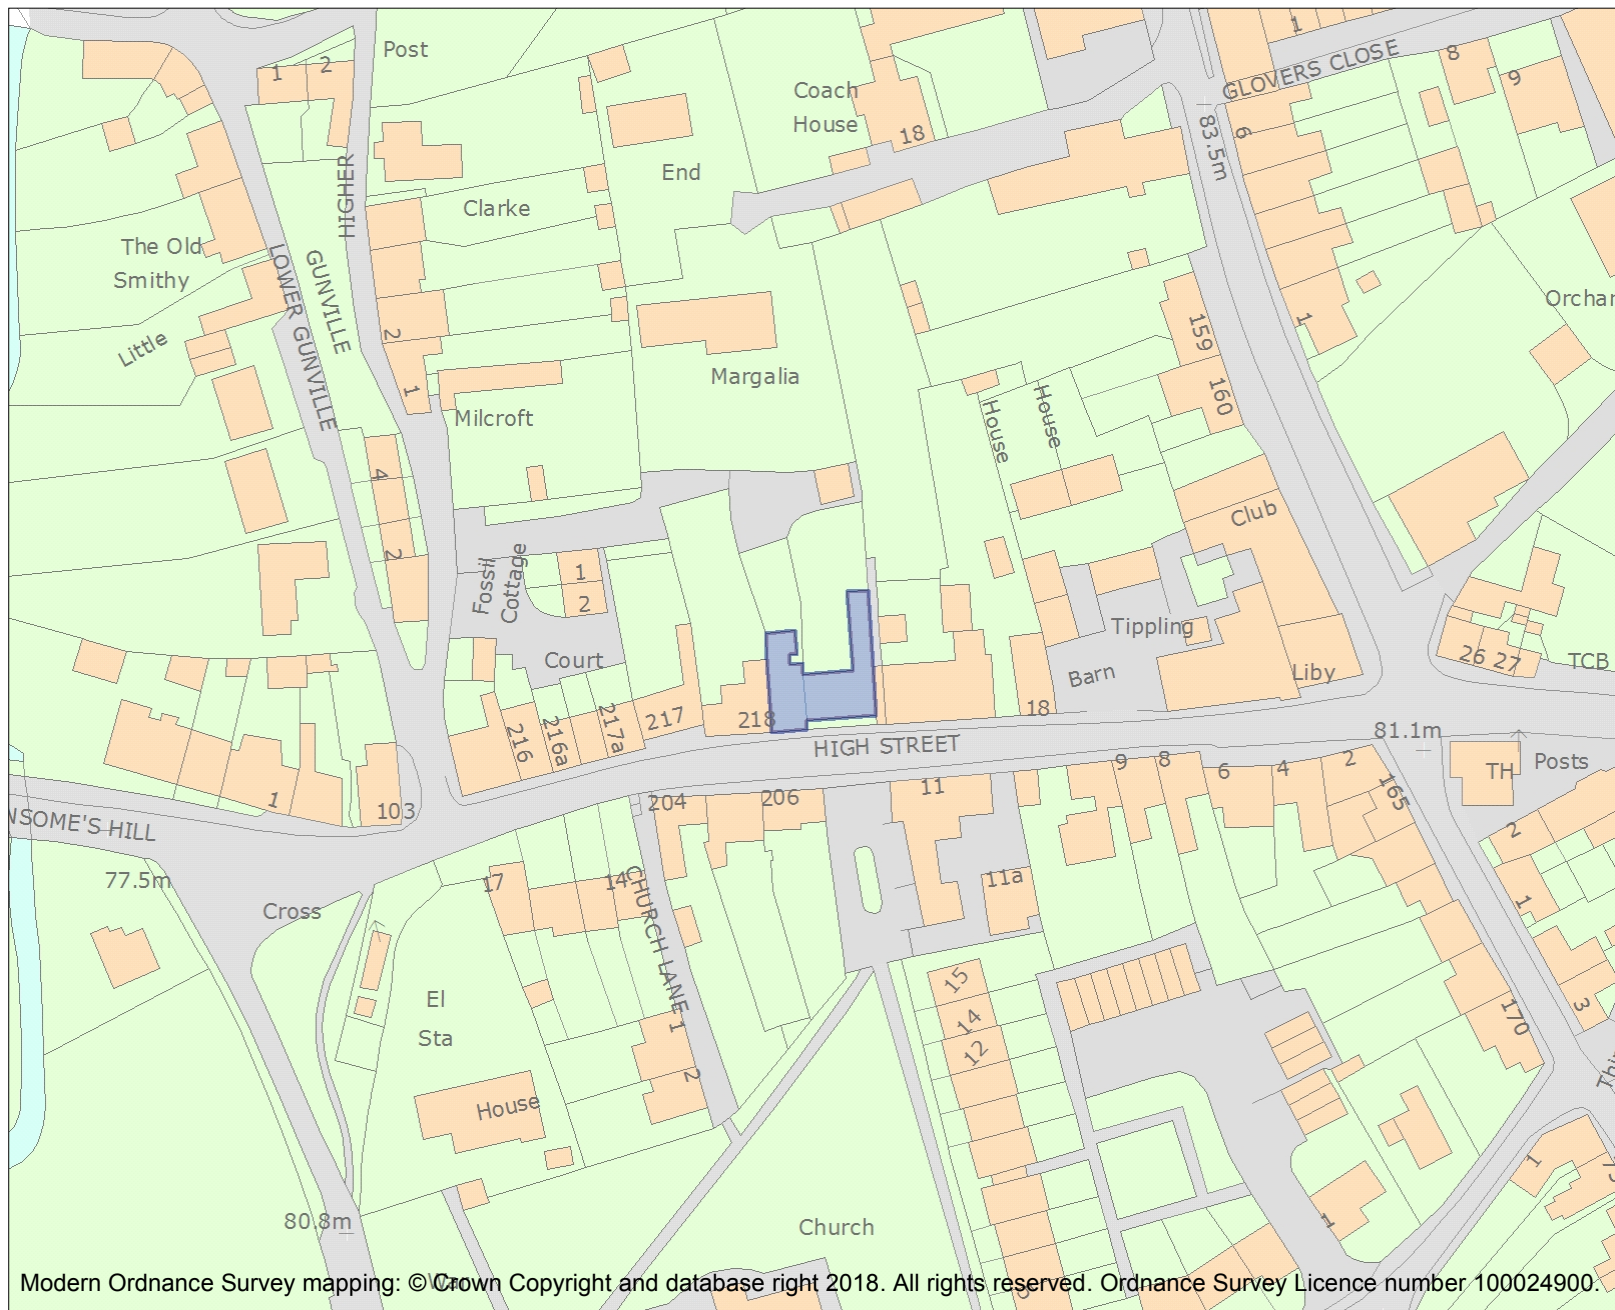 Post
1
2
1
GLOVERS CLOSE
8
9
Coach
House
18
83.5m
6
HIGHER
GUNVILLE
End
Clarke
The Old
Smithy
LOWER GUNVILLE
Little
2
1
Margalia
Milcroft
House
House
159
160
1
Orchar
4
2
Fossil
Cottage
1
2
Court
Club
Tippling
Barn
Liby
26
27
TCB
216
216a
217a
217
218
18
HIGH STREET
81.1m
TH
Posts
1
103
NSOME'S HILL
204
206
11
9
8
6
4
2
165
2
1
77.5m
17
14
CHURCH LANE
11a
Cross
El
Sta
1
2
15
14
12
170
3
House
80.8m
Church
1
1
War
Modern Ordnance Survey mapping: © Crown Copyright and database right 2018. All rights reserved. Ordnance Survey Licence number 100024900.